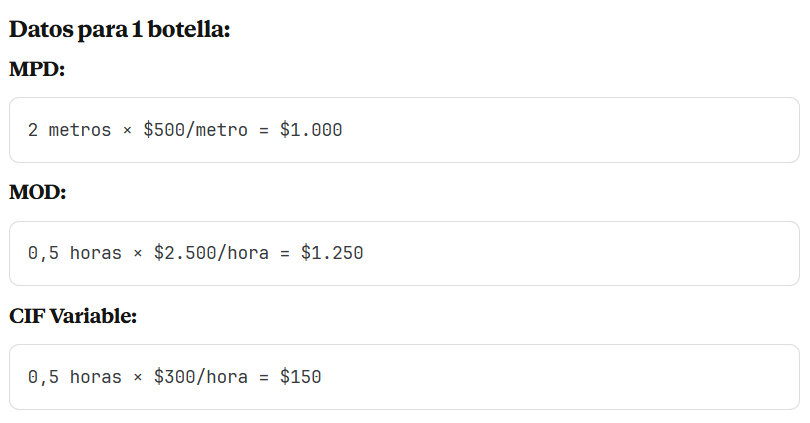 Datos para 1 botella:
MPD:
2 metros × $500/metro = $1.000
MOD:
0,5 horas × $2.500/hora = $1.250
CIF Variable:
0,5 horas × $300/hora = $150